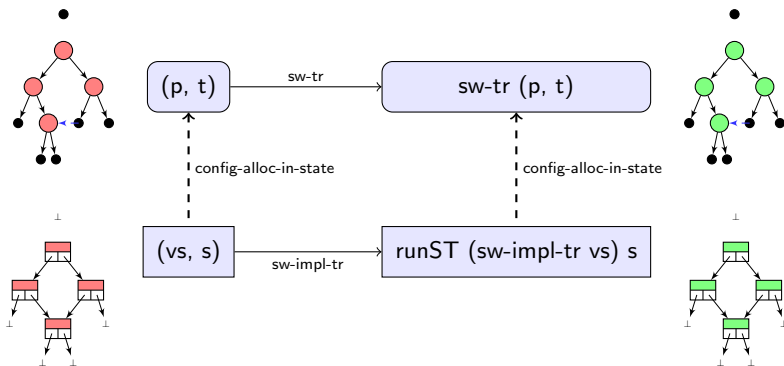 (p, t)
sw-tr
sw-tr (p, t)
config-alloc-in-state
config-alloc-in-state
⊥
⊥
(vs, s)
sw-impl-tr
runST (sw-impl-tr vs) s
⊥ ⊥
⊥ ⊥
⊥ ⊥
⊥ ⊥